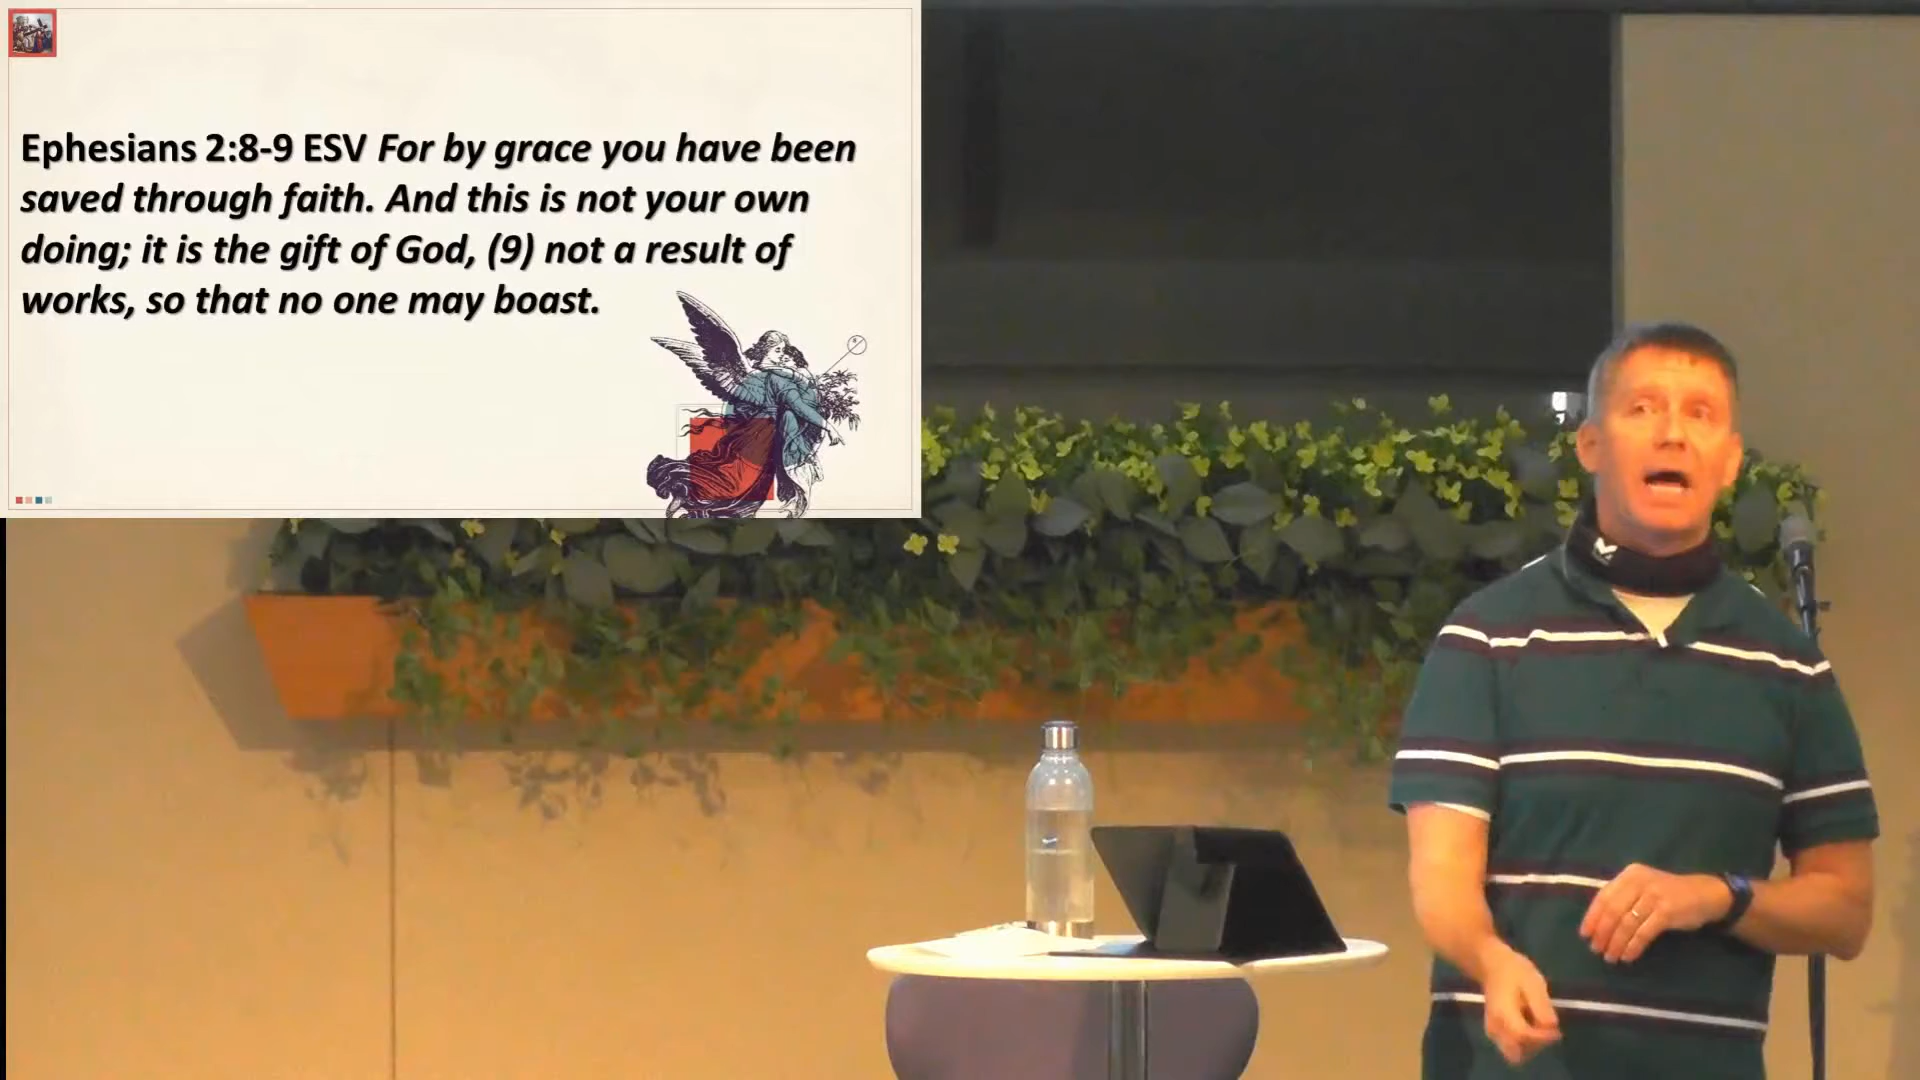 Ephesians 2:8-9 ESV For by grace you have been
saved through faith. And this is not your own
doing; it is the gift of God, (9) not a result of
works, so that no one may boast.